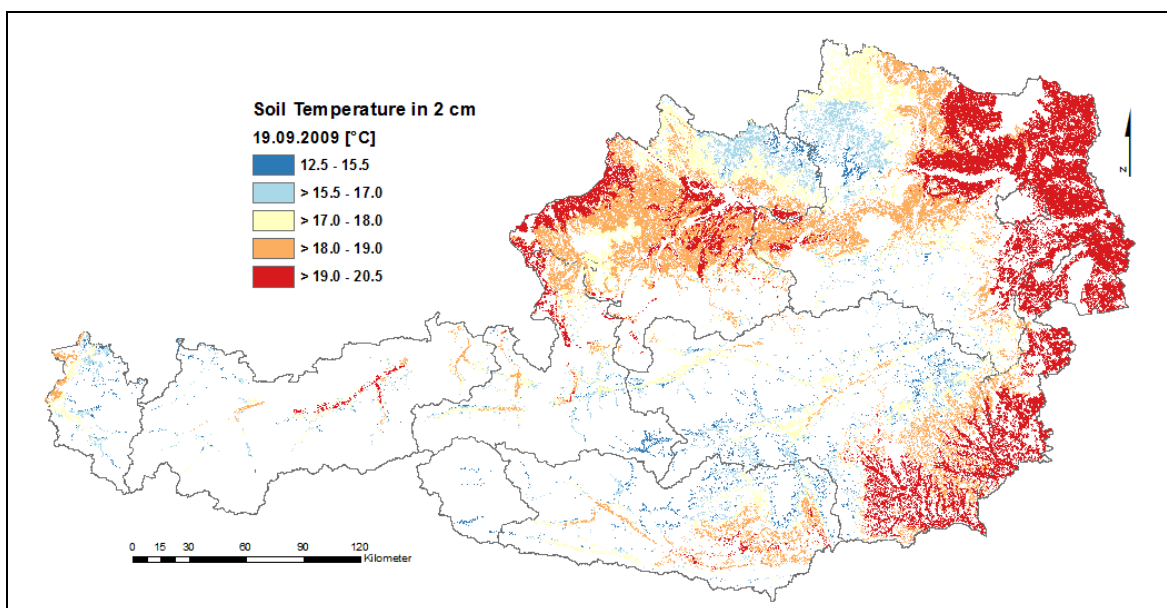 Soil Temperature in 2 cm
19.09.2009 [°C]
12.5 - 15.5
> 15.5 - 17.0
> 17.0 - 18.0
> 18.0 - 19.0
> 19.0 - 20.5
N
0 15 30 60 90 120
Kilometer